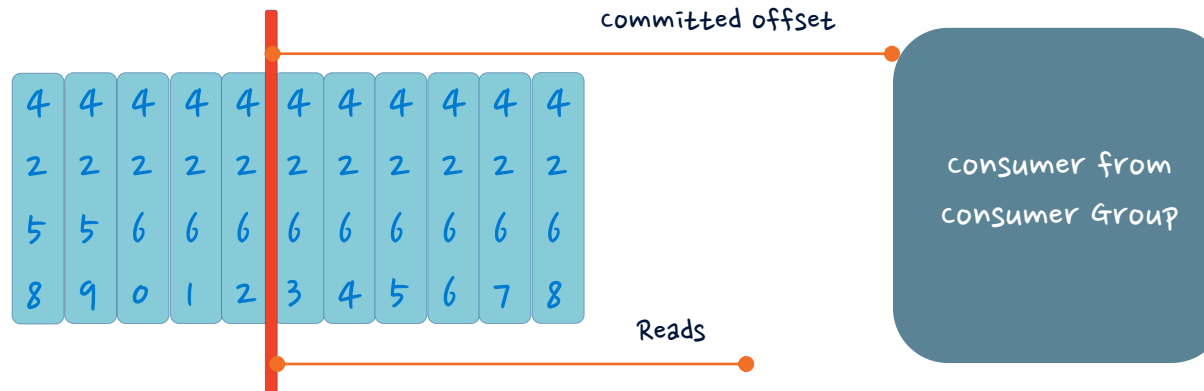 committed offset
4 4 4 4 4 4 4 4 4 4 4
2 2 2 2 2 2 2 2 2 2 2
5 5 6 6 6 6 6 6 6 6 6
8 9 0 1 2 3 4 5 6 7 8
consumer from
consumer Group
Reads